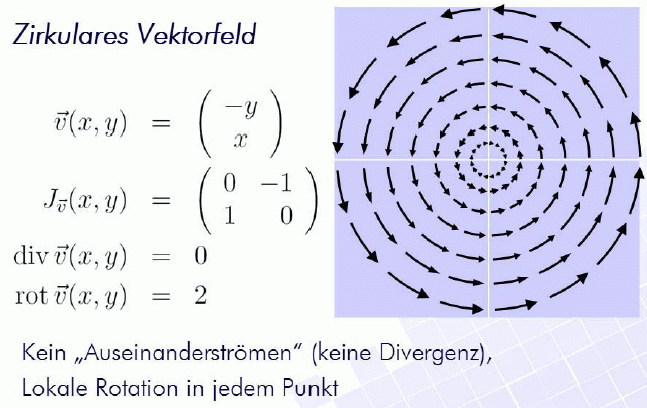 Zirkulares Vektorfeld
v⃗(x, y) = ( −y
x )
J_v⃗(x, y) = ( 0 −1
1 0 )
div v⃗(x, y) = 0
rot v⃗(x, y) = 2
Kein „Auseinanderströmen“ (keine Divergenz),
Lokale Rotation in jedem Punkt